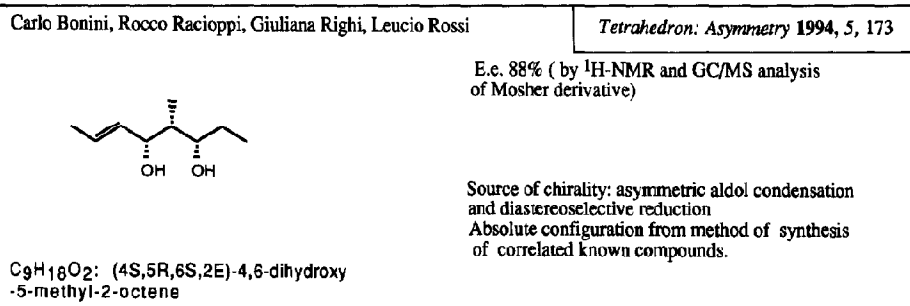 Carlo Bonini, Rocco Racioppi, Giuliana Righi, Leucio Rossi
Tetrahedron: Asymmetry 1994, 5, 173
E.e. 88% ( by ¹H-NMR and GC/MS analysis
of Mosher derivative)
OH OH
Source of chirality: asymmetric aldol condensation
and diastereoselective reduction
Absolute configuration from method of synthesis
of correlated known compounds.
C₉H₁₈O₂: (4S,5R,6S,2E)-4,6-dihydroxy
-5-methyl-2-octene